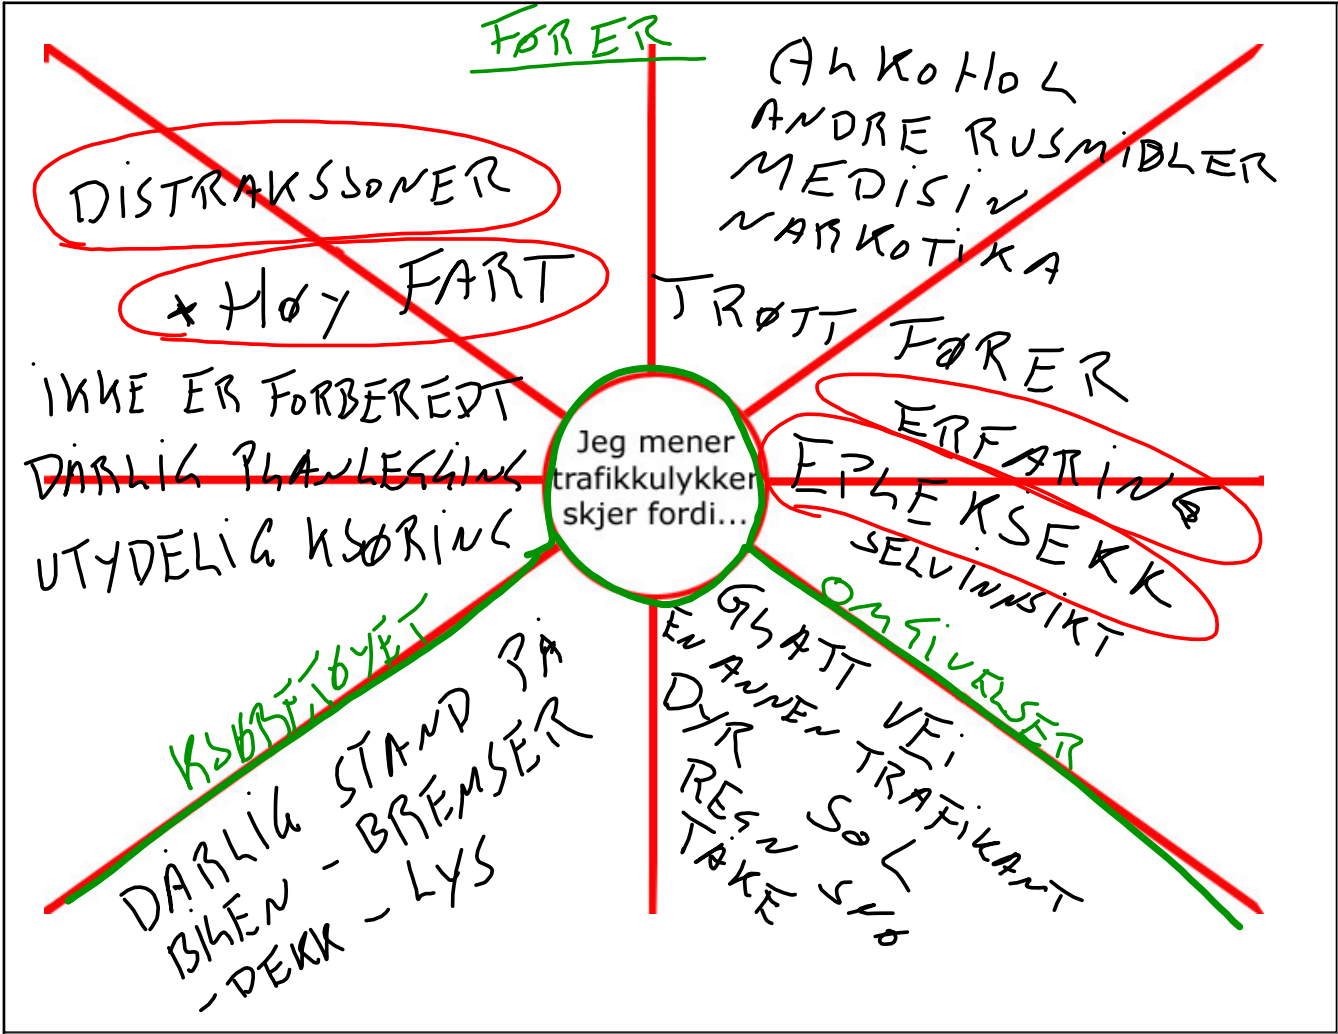 FØRER
ALKOHOL
ANDRE RUSMIDLER
MEDISIN
NARKOTIKA
TRØTT FØRER
DISTRAKSJONER
* HØY FART
IKKE ER FORBEREDT
DÅRLIG PLANLEGGING
UTYDELIG KJØRING
Jeg mener
trafikkulykker
skjer fordi...
ERFARING
EPLEKJEKK
SELVINNSIKT
KJØRETØYET
DÅRLIG STAND PÅ
BILEN - BREMSER
- DEKK - LYS
OMGIVELSER
GLATT VEI
EN ANNEN TRAFIKANT
DYR SOL
REGN SNØ
TÅKE